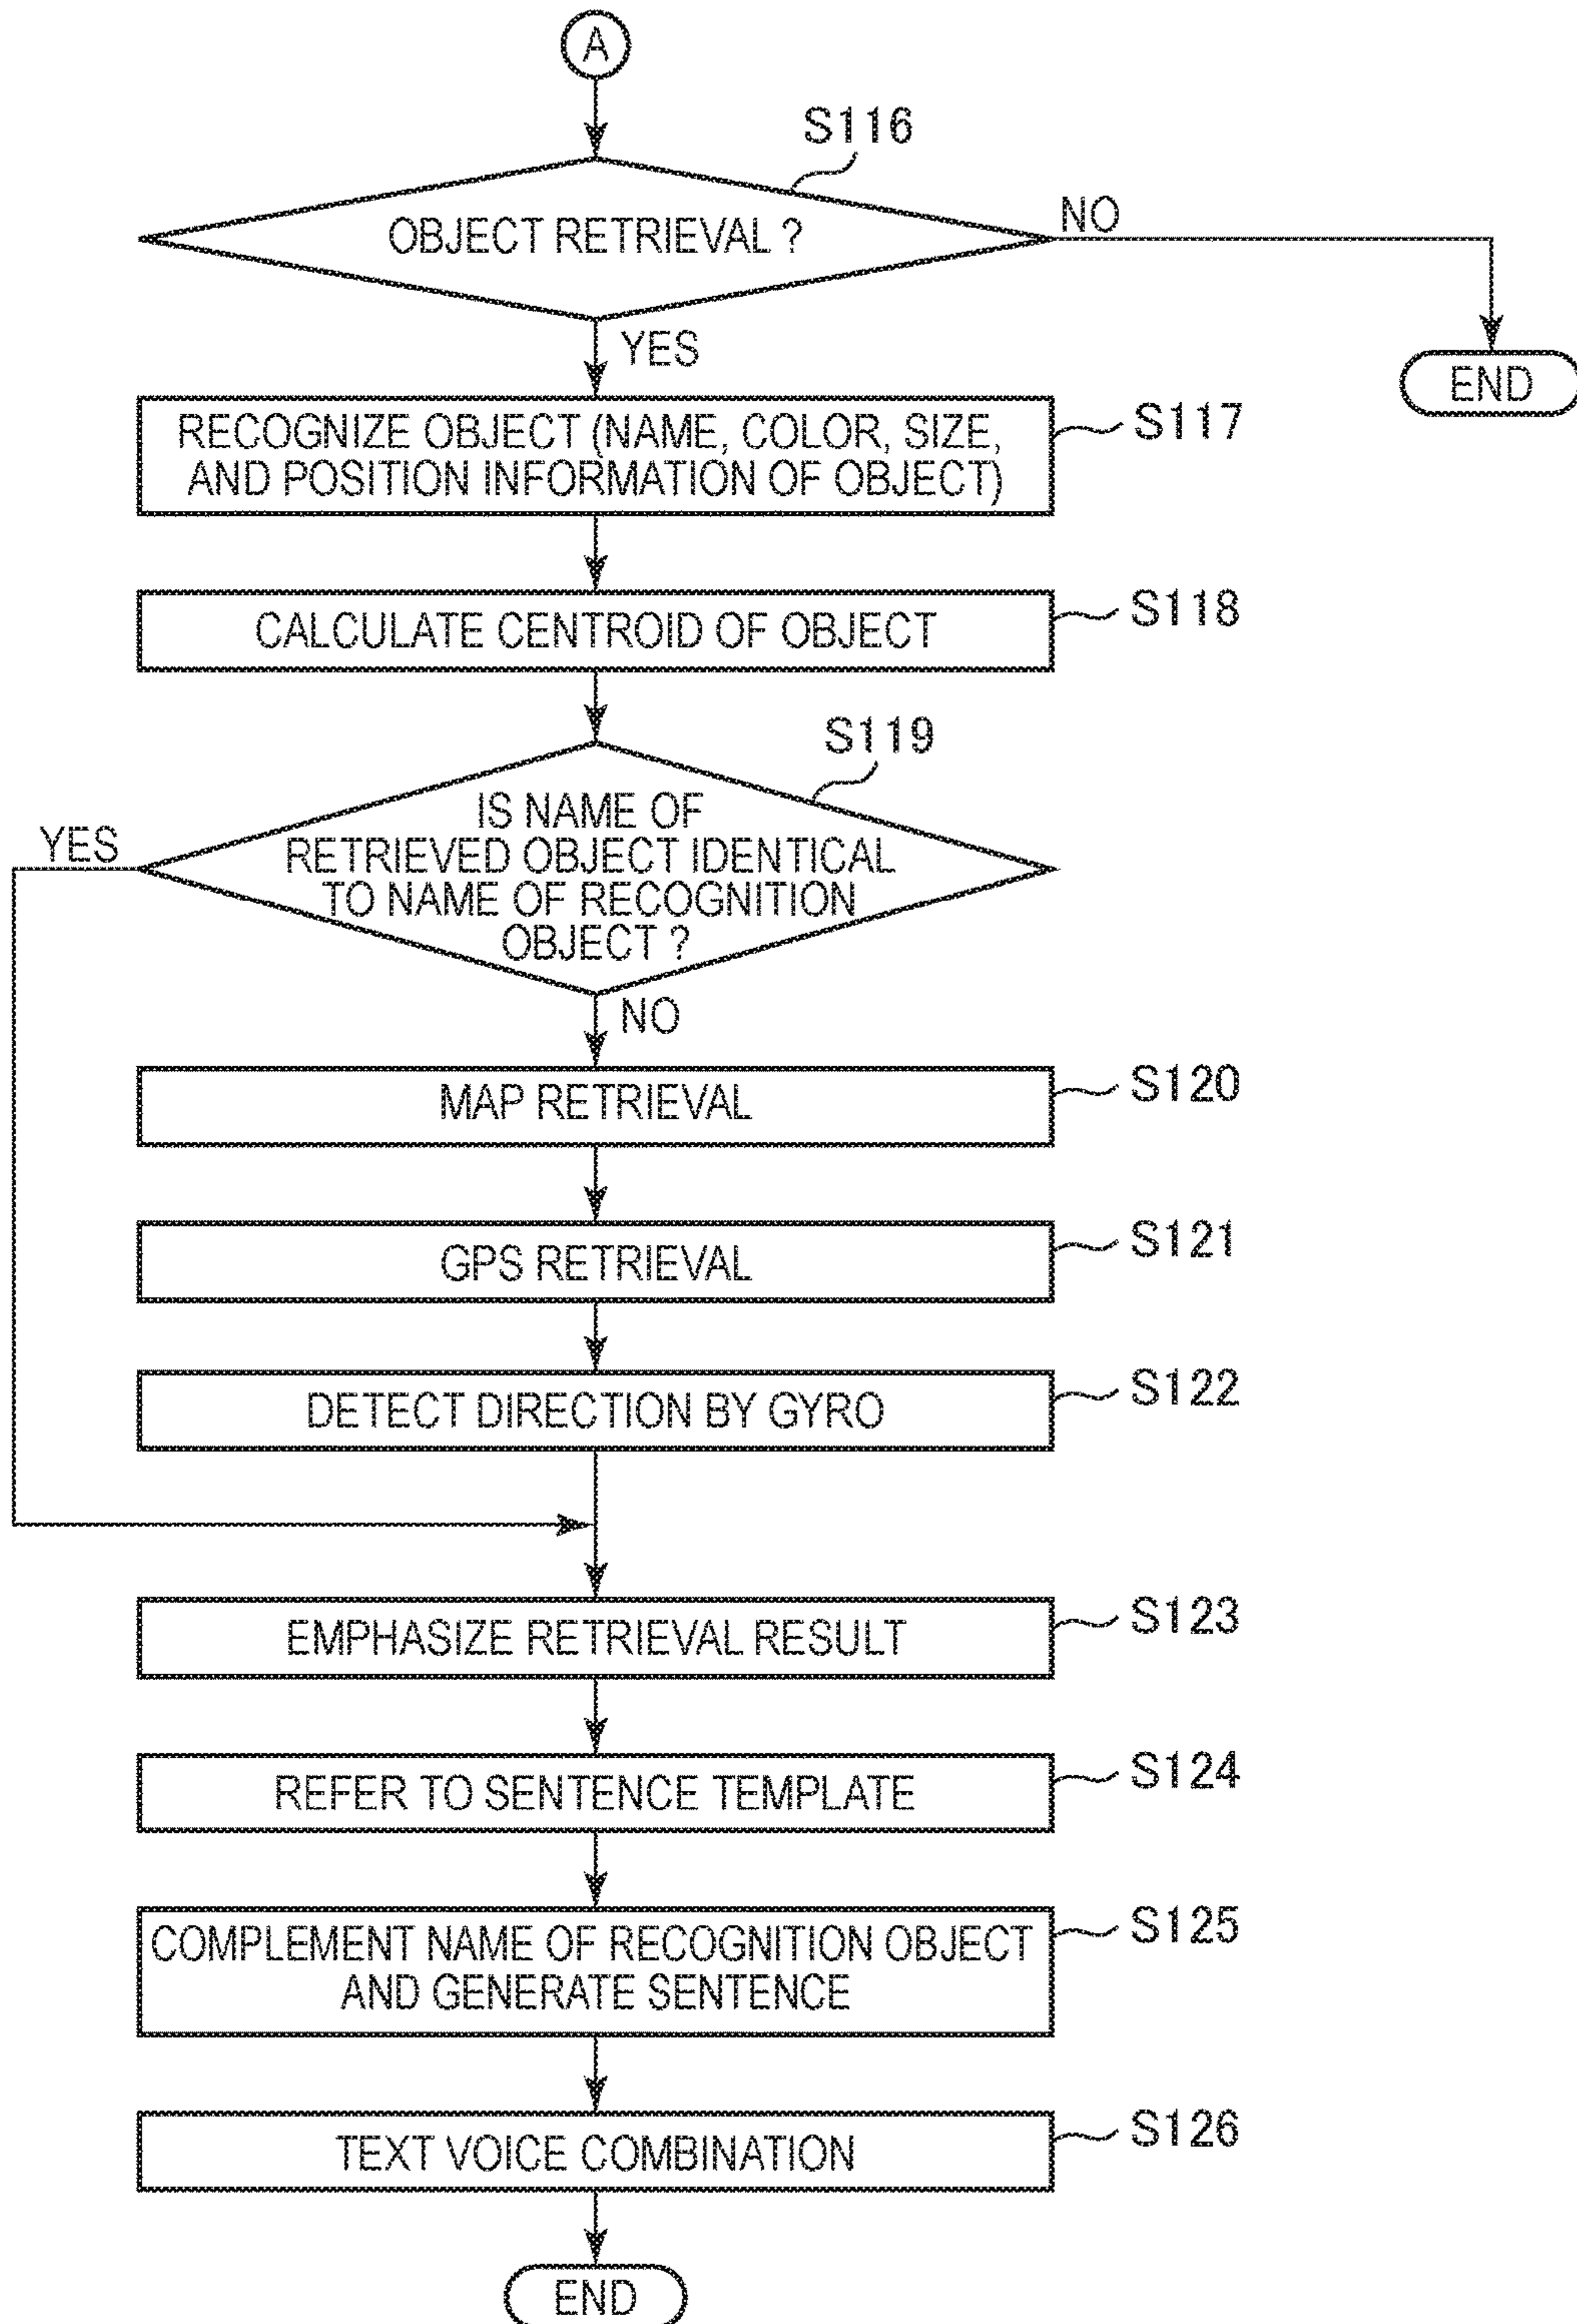 A
S116
OBJECT RETRIEVAL ?
NO
YES
END
RECOGNIZE OBJECT (NAME, COLOR, SIZE,
AND POSITION INFORMATION OF OBJECT)
S117
CALCULATE CENTROID OF OBJECT
S118
S119
IS NAME OF
RETRIEVED OBJECT IDENTICAL
TO NAME OF RECOGNITION
OBJECT ?
YES
NO
MAP RETRIEVAL
S120
GPS RETRIEVAL
S121
DETECT DIRECTION BY GYRO
S122
EMPHASIZE RETRIEVAL RESULT
S123
REFER TO SENTENCE TEMPLATE
S124
COMPLEMENT NAME OF RECOGNITION OBJECT
AND GENERATE SENTENCE
S125
TEXT VOICE COMBINATION
S126
END